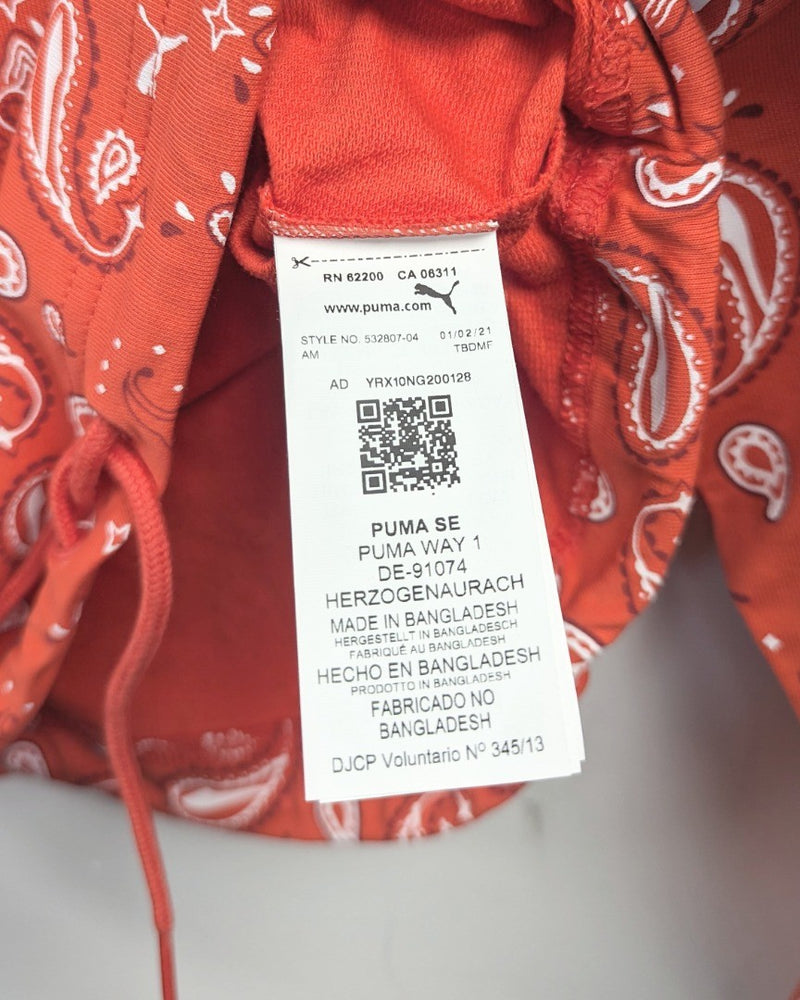 RN 62200 CA 06311
www.puma.com
STYLE NO. 532807-04 01/02/21
AM TBDMF
AD YRX10NG200128
PUMA SE
PUMA WAY 1
DE-91074
HERZOGENAURACH
MADE IN BANGLADESH
HERGESTELLT IN BANGLADESCH
FABRIQUÉ AU BANGLADESH
HECHO EN BANGLADESH
PRODOTTO IN BANGLADESH
FABRICADO NO
BANGLADESH
DJCP Voluntario Nº 345/13